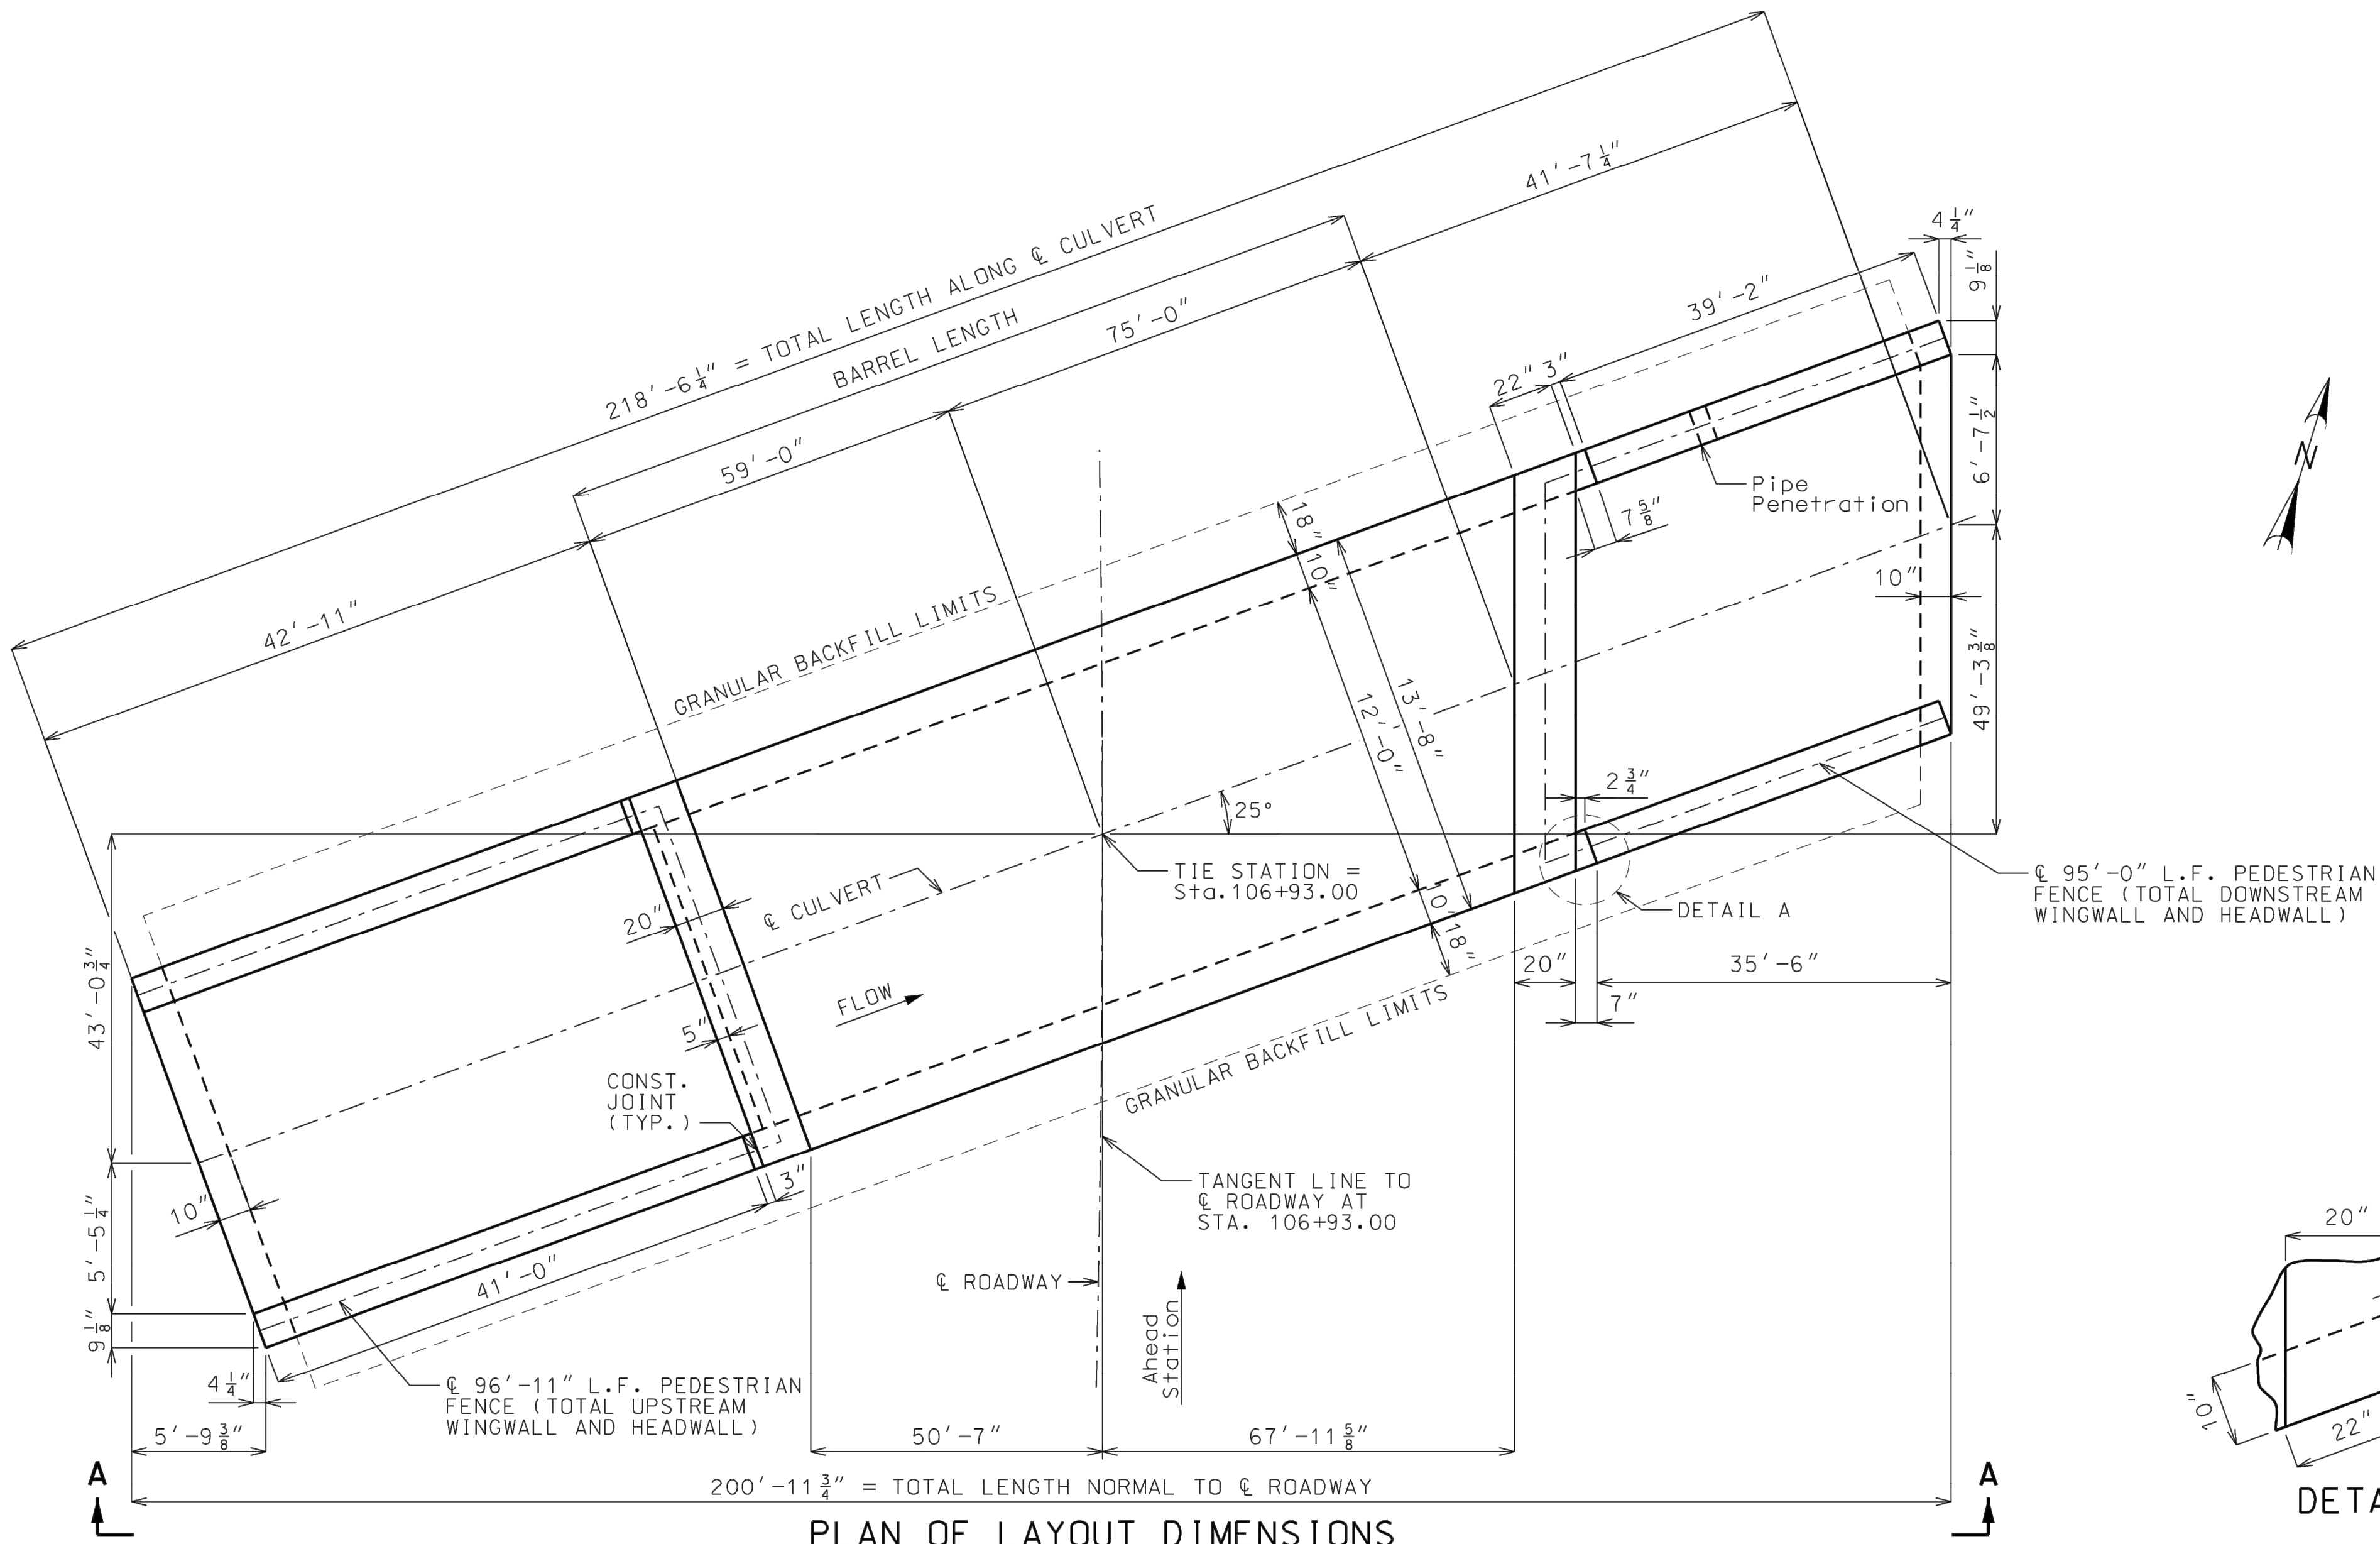 218'-6 1/4" = TOTAL LENGTH ALONG ℄ CULVERT
BARREL LENGTH
41'-7 1/4"
75'-0"
59'-0"
42'-11"
4 1/4"
9 1/8"
39'-2"
22" 3"
6'-7 1/2"
Pipe
Penetration
7 5/8"
18"
10"
10"
N
GRANULAR BACKFILL LIMITS
13'-8"
12'-0"
49'-3 3/8"
2 3/4"
25°
TIE STATION =
Sta.106+93.00
℄ CULVERT
20"
10"
18"
DETAIL A
℄ 95'-0" L.F. PEDESTRIAN
FENCE (TOTAL DOWNSTREAM
WINGWALL AND HEADWALL)
43'-0 3/4"
FLOW
20"
35'-6"
7"
5"
GRANULAR BACKFILL LIMITS
CONST.
JOINT
(TYP.)
3"
TANGENT LINE TO
℄ ROADWAY AT
STA. 106+93.00
10"
5'-5 1/4"
41'-0"
℄ ROADWAY
Ahead
Station
20"
9 1/8"
4 1/4"
℄ 96'-11" L.F. PEDESTRIAN
FENCE (TOTAL UPSTREAM
WINGWALL AND HEADWALL)
10"
22"
5'-9 3/8"
50'-7"
67'-11 5/8"
A
200'-11 3/4" = TOTAL LENGTH NORMAL TO ℄ ROADWAY
A
DETA
PLAN OF LAYOUT DIMENSIONS